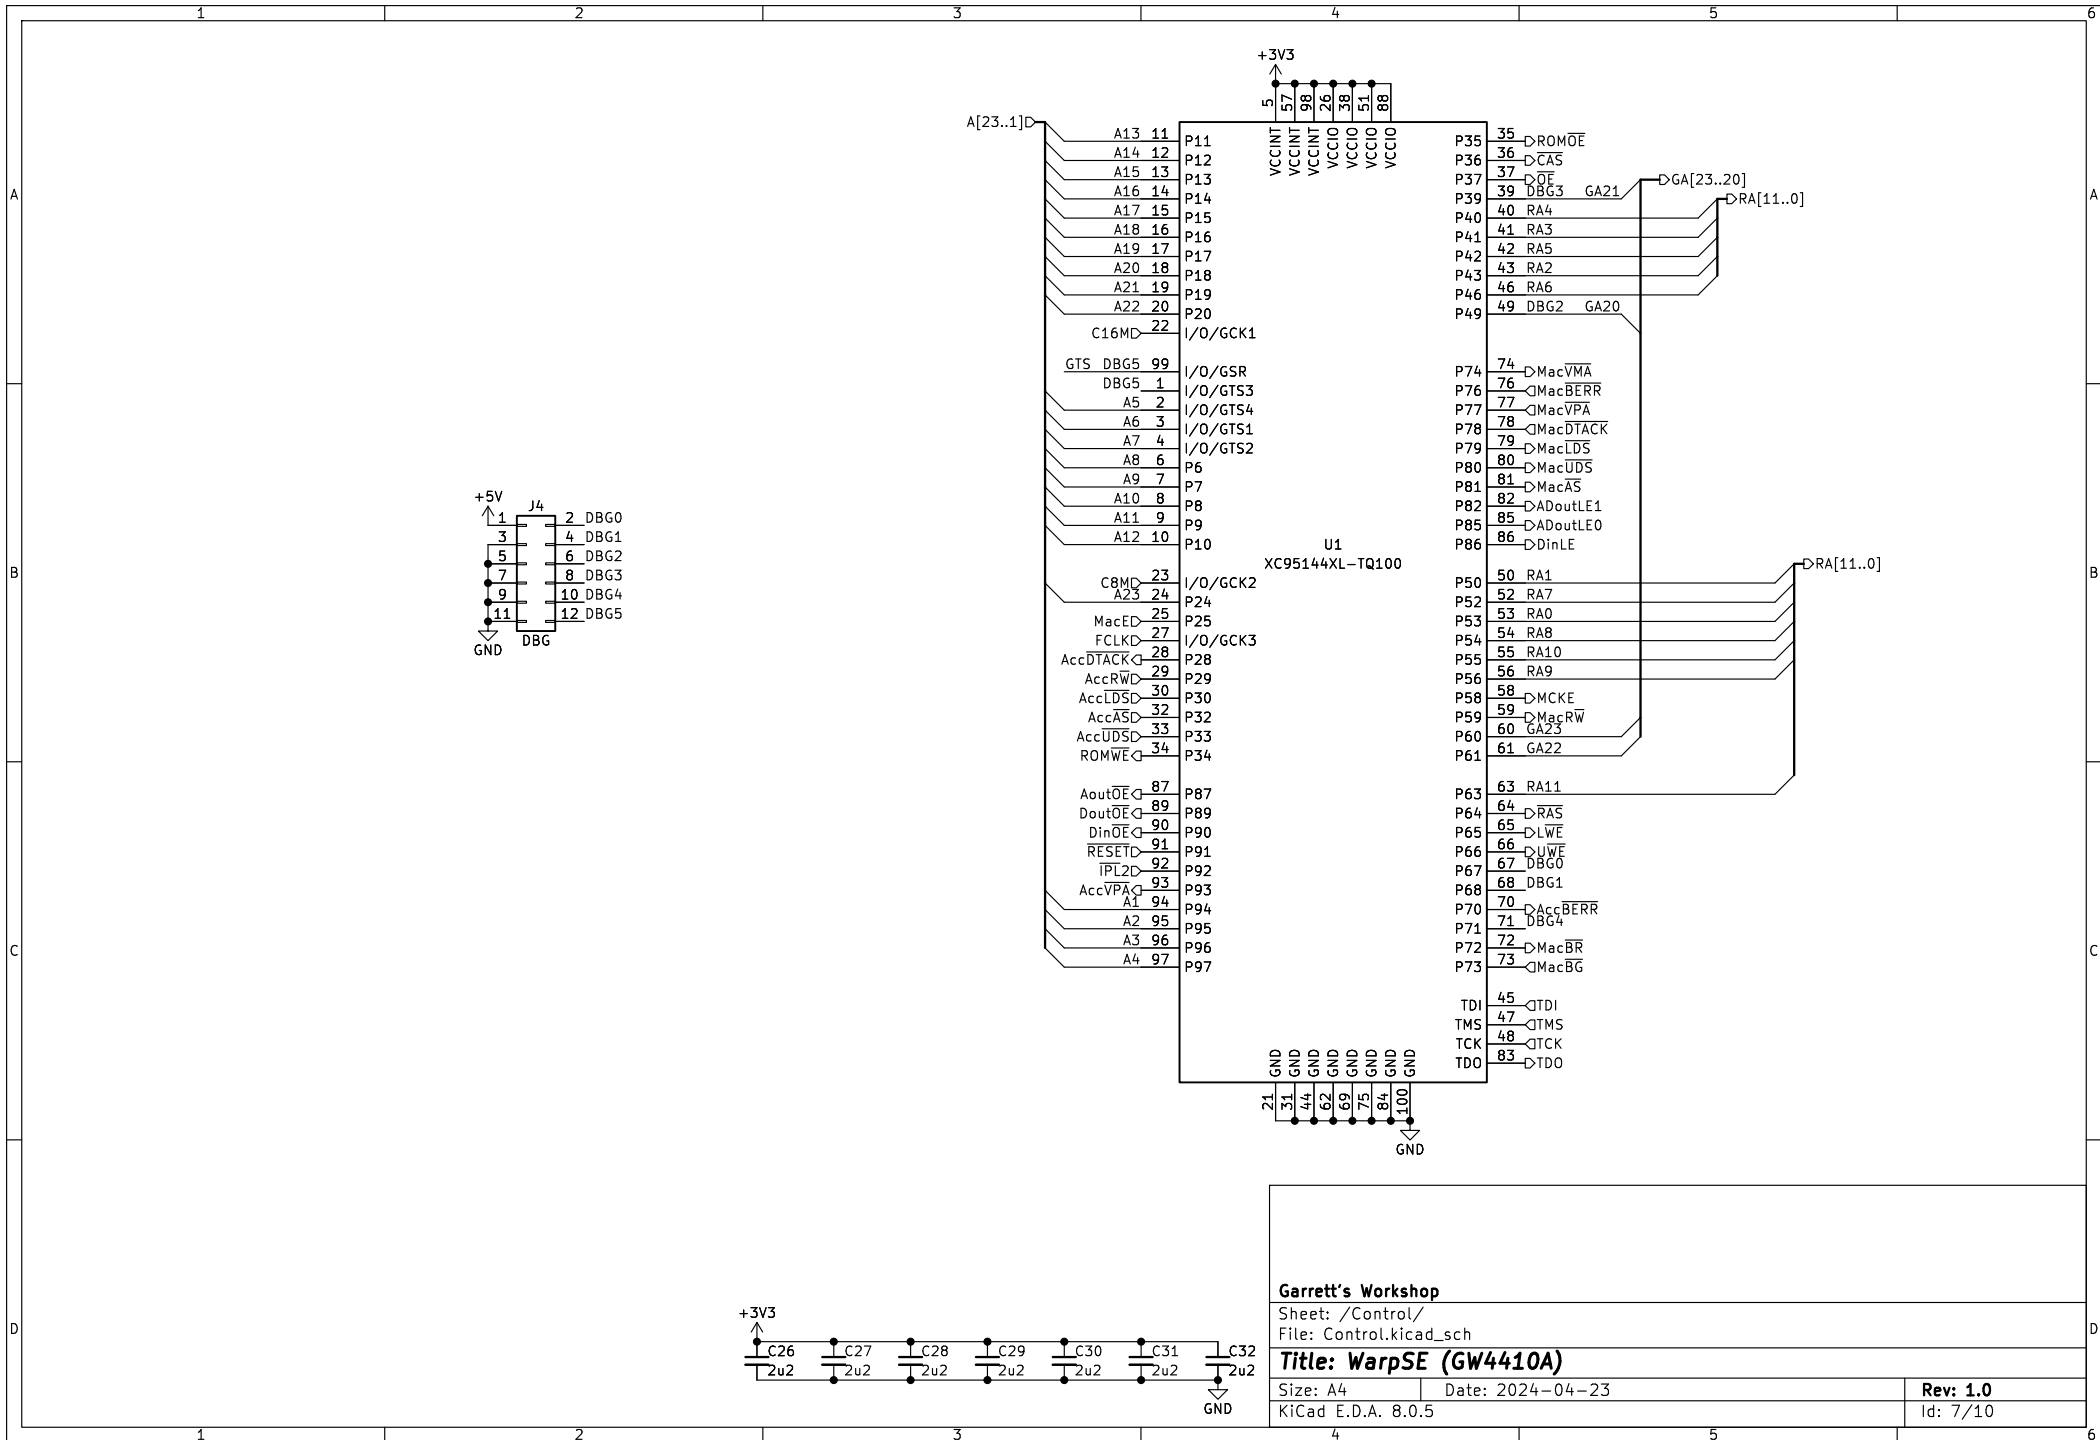 1 2 3 4 5 6
+3V3
5 57 98 26 38 51 88
VCCINT VCCINT VCCINT VCCIO VCCIO VCCIO VCCIO
A[23..1]
A13 11 P11
A14 12 P12
A15 13 P13
A16 14 P14
A17 15 P15
A18 16 P16
A19 17 P17
A20 18 P18
A21 19 P19
A22 20 P20
C16M 22 I/O/GCK1
GTS DBG5 99 I/O/GSR
DBG5 1 I/O/GTS3
A5 2 I/O/GTS4
A6 3 I/O/GTS1
A7 4 I/O/GTS2
A8 6 P6
A9 7 P7
A10 8 P8
A11 9 P9
A12 10 P10
C8M 23 I/O/GCK2
A23 24 P24
MacE 25 P25
FCLK 27 I/O/GCK3
AccDTACK 28 P28
AccRW 29 P29
AccLDS 30 P30
AccAS 32 P32
AccUDS 33 P33
ROMWE 34 P34
AoutOE 87 P87
DoutOE 89 P89
DinOE 90 P90
RESET 91 P91
IPL2 92 P92
AccVPA 93 P93
A1 94 P94
A2 95 P95
A3 96 P96
A4 97 P97
U1
XC95144XL-TQ100
P35 35 ROMOE
P36 36 CAS
P37 37 OE
P39 39 DBG3 GA21
GA[23..20]
RA[11..0]
P40 40 RA4
P41 41 RA3
P42 42 RA5
P43 43 RA2
P46 46 RA6
P49 49 DBG2 GA20
P74 74 MacVMA
P76 76 MacBERR
P77 77 MacVPA
P78 78 MacDTACK
P79 79 MacLDS
P80 80 MacUDS
P81 81 MacAS
P82 82 ADoutLE1
P85 85 ADoutLE0
P86 86 DinLE
RA[11..0]
P50 50 RA1
P52 52 RA7
P53 53 RA0
P54 54 RA8
P55 55 RA10
P56 56 RA9
P58 58 MCKE
P59 59 MacRW
P60 60 GA23
P61 61 GA22
P63 63 RA11
P64 64 RAS
P65 65 LWE
P66 66 UWE
P67 67 DBG0
P68 68 DBG1
P70 70 AccBERR
P71 71 DBG4
P72 72 MacBR
P73 73 MacBG
TDI 45 TDI
TMS 47 TMS
TCK 48 TCK
TDO 83 TDO
GND GND GND GND GND GND GND GND
21 31 44 62 69 75 84 100
GND
+5V
J4
1 2 DBG0
3 4 DBG1
5 6 DBG2
7 8 DBG3
9 10 DBG4
11 12 DBG5
DBG
GND
+3V3
C26 C27 C28 C29 C30 C31 C32
2u2 2u2 2u2 2u2 2u2 2u2 2u2
GND
A A
B B
C C
D D
Garrett's Workshop
Sheet: /Control/
File: Control.kicad_sch
Title: WarpSE (GW4410A)
Size: A4 Date: 2024-04-23 Rev: 1.0
KiCad E.D.A. 8.0.5 Id: 7/10
1 2 3 4 5 6